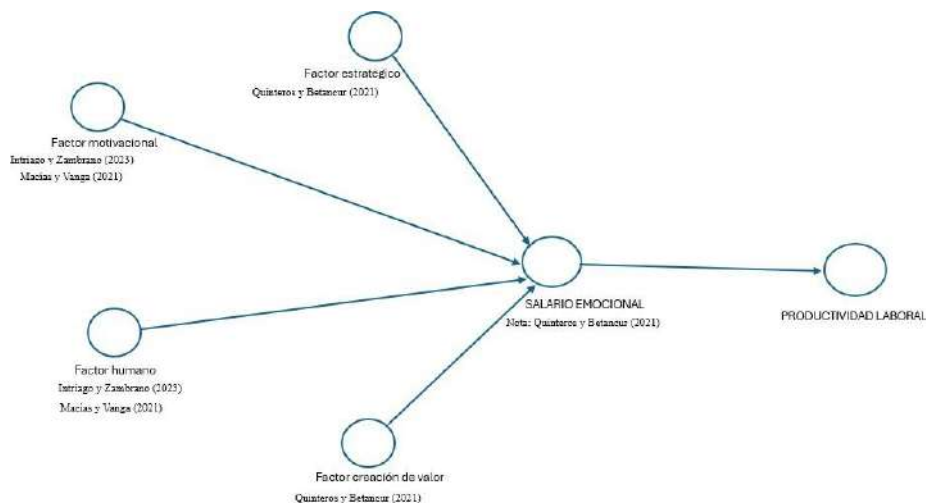 Factor estratégico
Quinteros y Betancur (2021)
Factor motivacional
Intriago y Zambrano (2023)
Macías y Vanga (2021)
SALARIO EMOCIONAL
Nota: Quinteros y Betancur (2021)
PRODUCTIVIDAD LABORAL
Factor humano
Intriago y Zambrano (2023)
Macías y Vanga (2021)
Factor creación de valor
Quinteros y Betancur (2021)